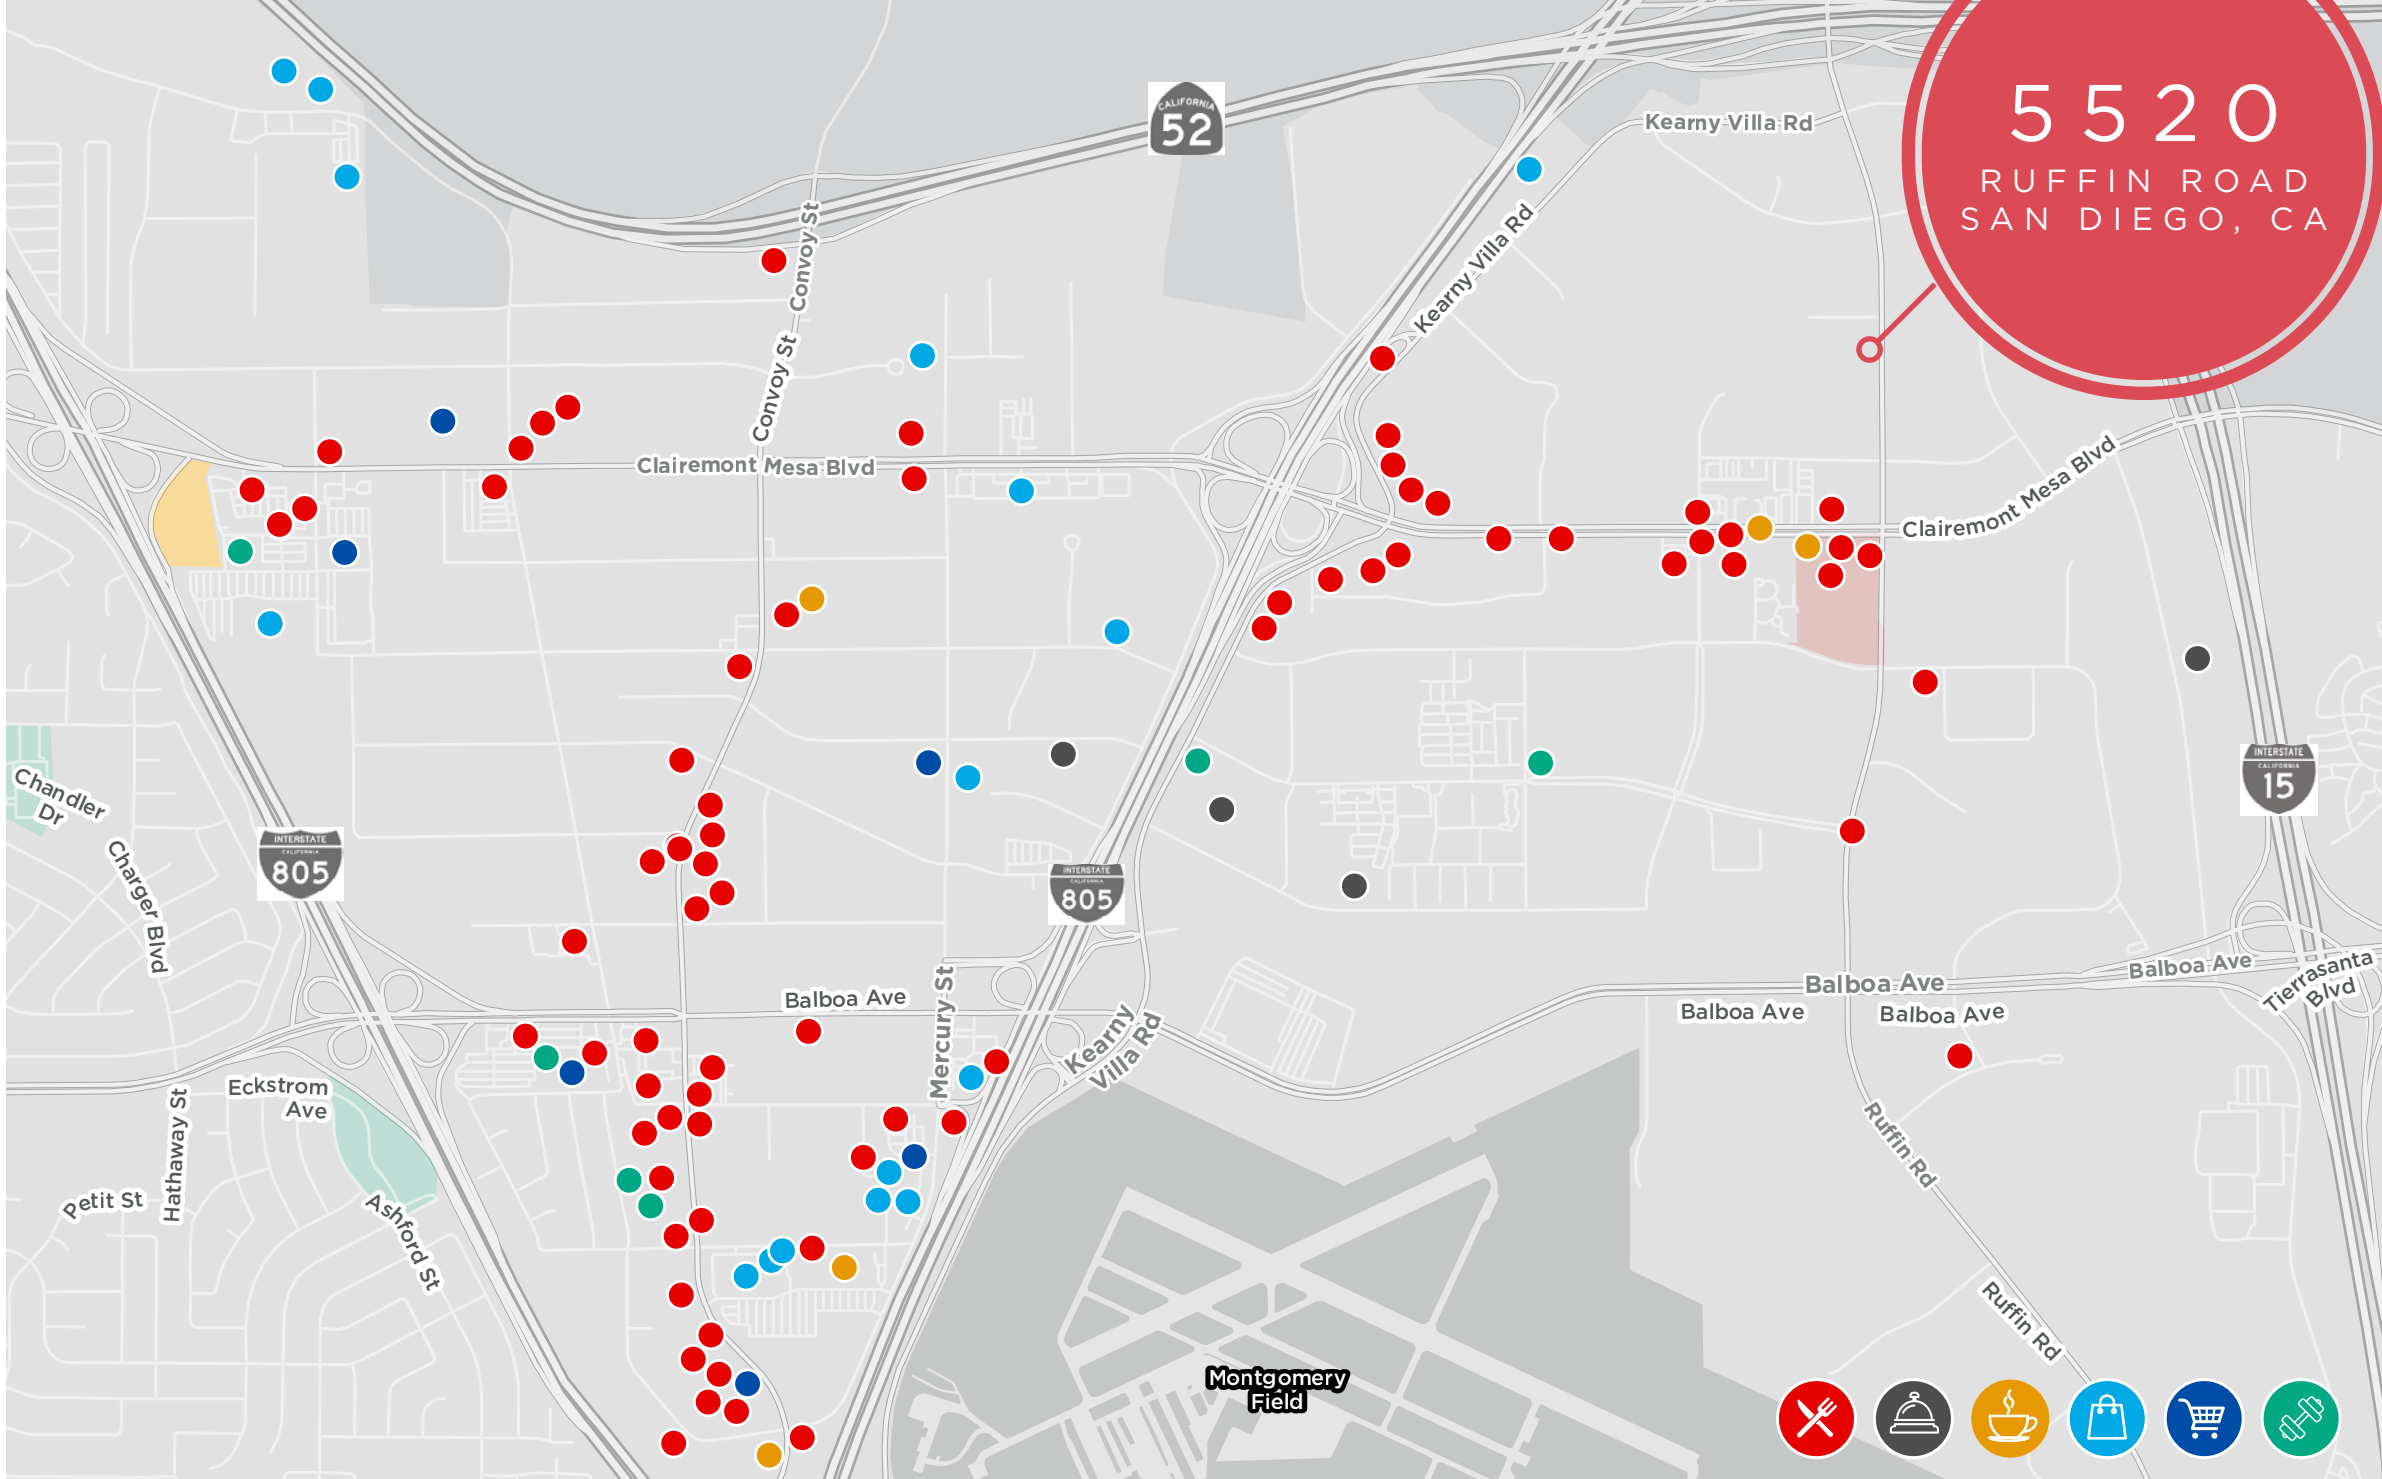 5520
RUFFIN ROAD
SAN DIEGO, CA
CALIFORNIA
52
Kearny Villa Rd
Kearny Villa Rd
Convoy St
Convoy St
Clairemont Mesa Blvd
Clairemont Mesa Blvd
INTERSTATE
CALIFORNIA
15
Chandler
Dr
Charger Blvd
INTERSTATE
CALIFORNIA
805
INTERSTATE
CALIFORNIA
805
Balboa Ave
Mercury St
Kearny
Villa Rd
Balboa Ave
Balboa Ave
Balboa Ave
Balboa Ave
Tierrasanta
Blvd
Eckstrom
Ave
Hathaway St
Petit St
Ashford St
Ruffin Rd
Ruffin Rd
Montgomery
Field